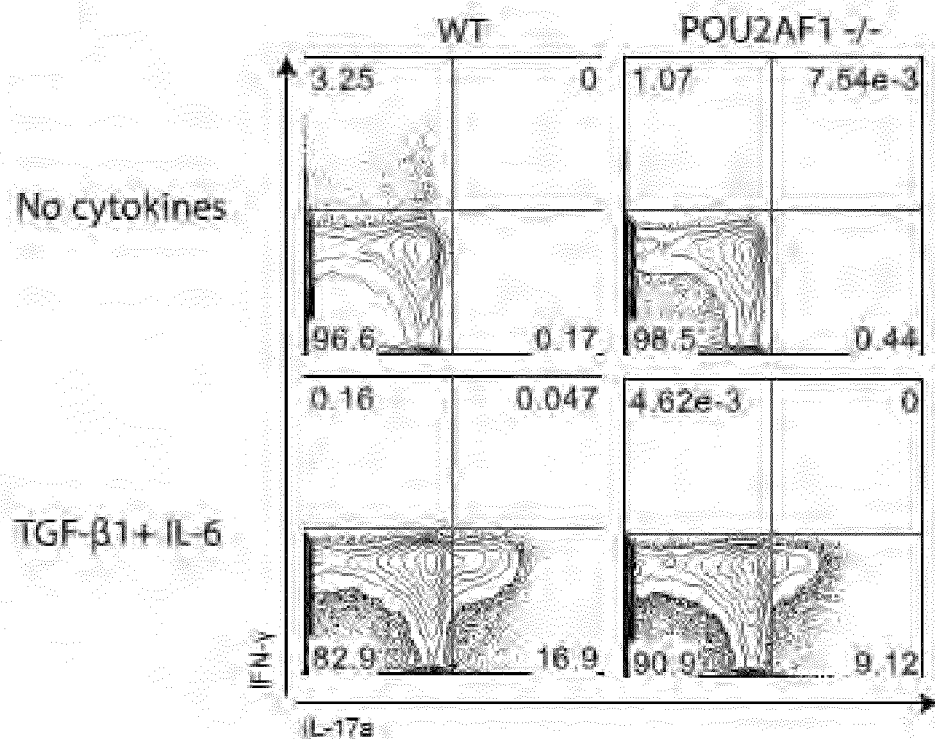 WT POU2AF1 -/-
3.25 0 1.07 7.54e-3
No cytokines
96.6 0.17 98.5 0.44
0.16 0.047 4.62e-3 0
TGF-β1+ IL-6
82.9 16.9 90.9 9.12
IFN-γ
IL-17a